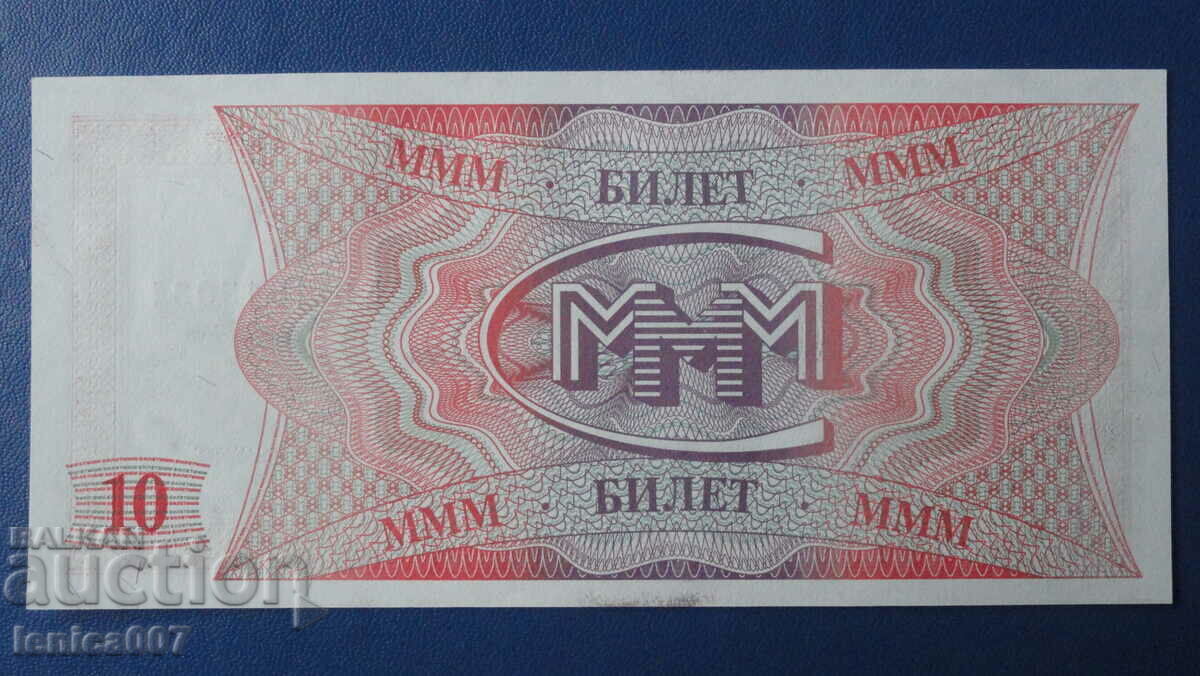 МММ · БИЛЕТ · МММ
МММ
МММ · БИЛЕТ · МММ
10
BALKAN
auction
lenica007